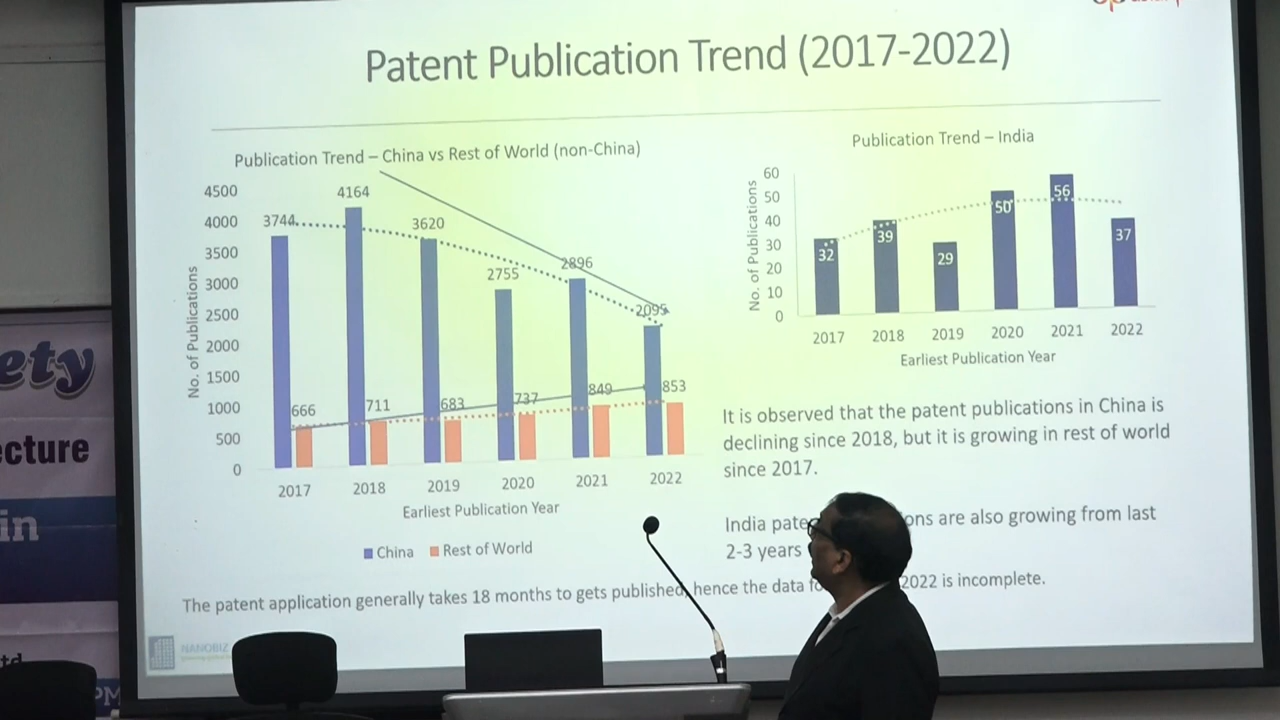 Patent Publication Trend (2017-2022)
Publication Trend – China vs Rest of World (non-China)
No. of Publications
4500
4000
3500
3000
2500
2000
1500
1000
500
0
3744
4164
3620
2755
2896
2095
666
711
683
737
849
853
2017 2018 2019 2020 2021 2022
Earliest Publication Year
China Rest of World
Publication Trend – India
No. of Publications
60
50
40
30
20
10
0
32
39
29
50
56
37
2017 2018 2019 2020 2021 2022
Earliest Publication Year
It is observed that the patent publications in China is
declining since 2018, but it is growing in rest of world
since 2017.
India pate ons are also growing from last
2-3 years
The patent application generally takes 18 months to gets published, hence the data fo 2022 is incomplete.
NANOBIZ
ety
ecture
in
td
PM